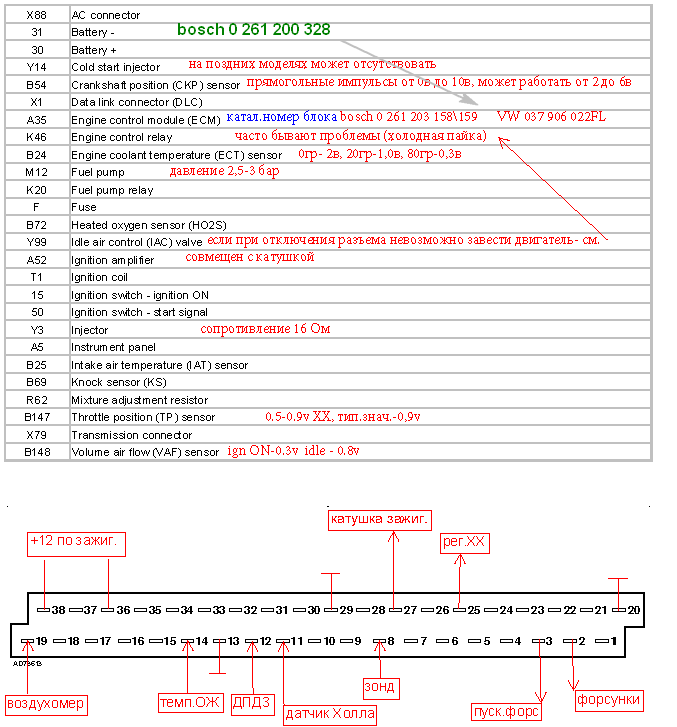 X88 AC connector
31 Battery - bosch 0 261 200 328
30 Battery +
Y14 Cold start injector на поздних моделях может отсутствовать
B54 Crankshaft position (CKP) sensor прямогольные импульсы от 0в до 10в, может работать от 2 до 6в
X1 Data link connector (DLC)
A35 Engine control module (ECM) катал.номер блока bosch 0 261 203 158\159 VW 037 906 022FL
K46 Engine control relay часто бывают проблемы (холодная пайка)
B24 Engine coolant temperature (ECT) sensor 0гр- 2в, 20гр-1,0в, 80гр-0,3в
M12 Fuel pump давление 2,5-3 бар
K20 Fuel pump relay
F Fuse
B72 Heated oxygen sensor (HO2S)
Y99 Idle air control (IAC) valve если при отключения разъема невозможно завести двигатель- см.
A52 Ignition amplifier совмещен с катушкой
T1 Ignition coil
15 Ignition switch - ignition ON
50 Ignition switch - start signal
Y3 Injector сопротивление 16 Ом
A5 Instrument panel
B25 Intake air temperature (IAT) sensor
B69 Knock sensor (KS)
R62 Mixture adjustment resistor
B147 Throttle position (TP) sensor 0,5-0,9v XX, тип.знач.-0,9v
X79 Transmission connector
B148 Volume air flow (VAF) sensor ign ON-0.3v idle - 0.8v
катушка зажиг.
+12 по зажиг.
рег.ХХ
38 37 36 35 34 33 32 31 30 29 28 27 26 25 24 23 22 21 20
19 18 17 16 15 14 13 12 11 10 9 8 7 6 5 4 3 2 1
AD73613
воздухомер
темп.ОЖ
ДПДЗ
датчик Холла
зонд
пуск.форс
форсунки